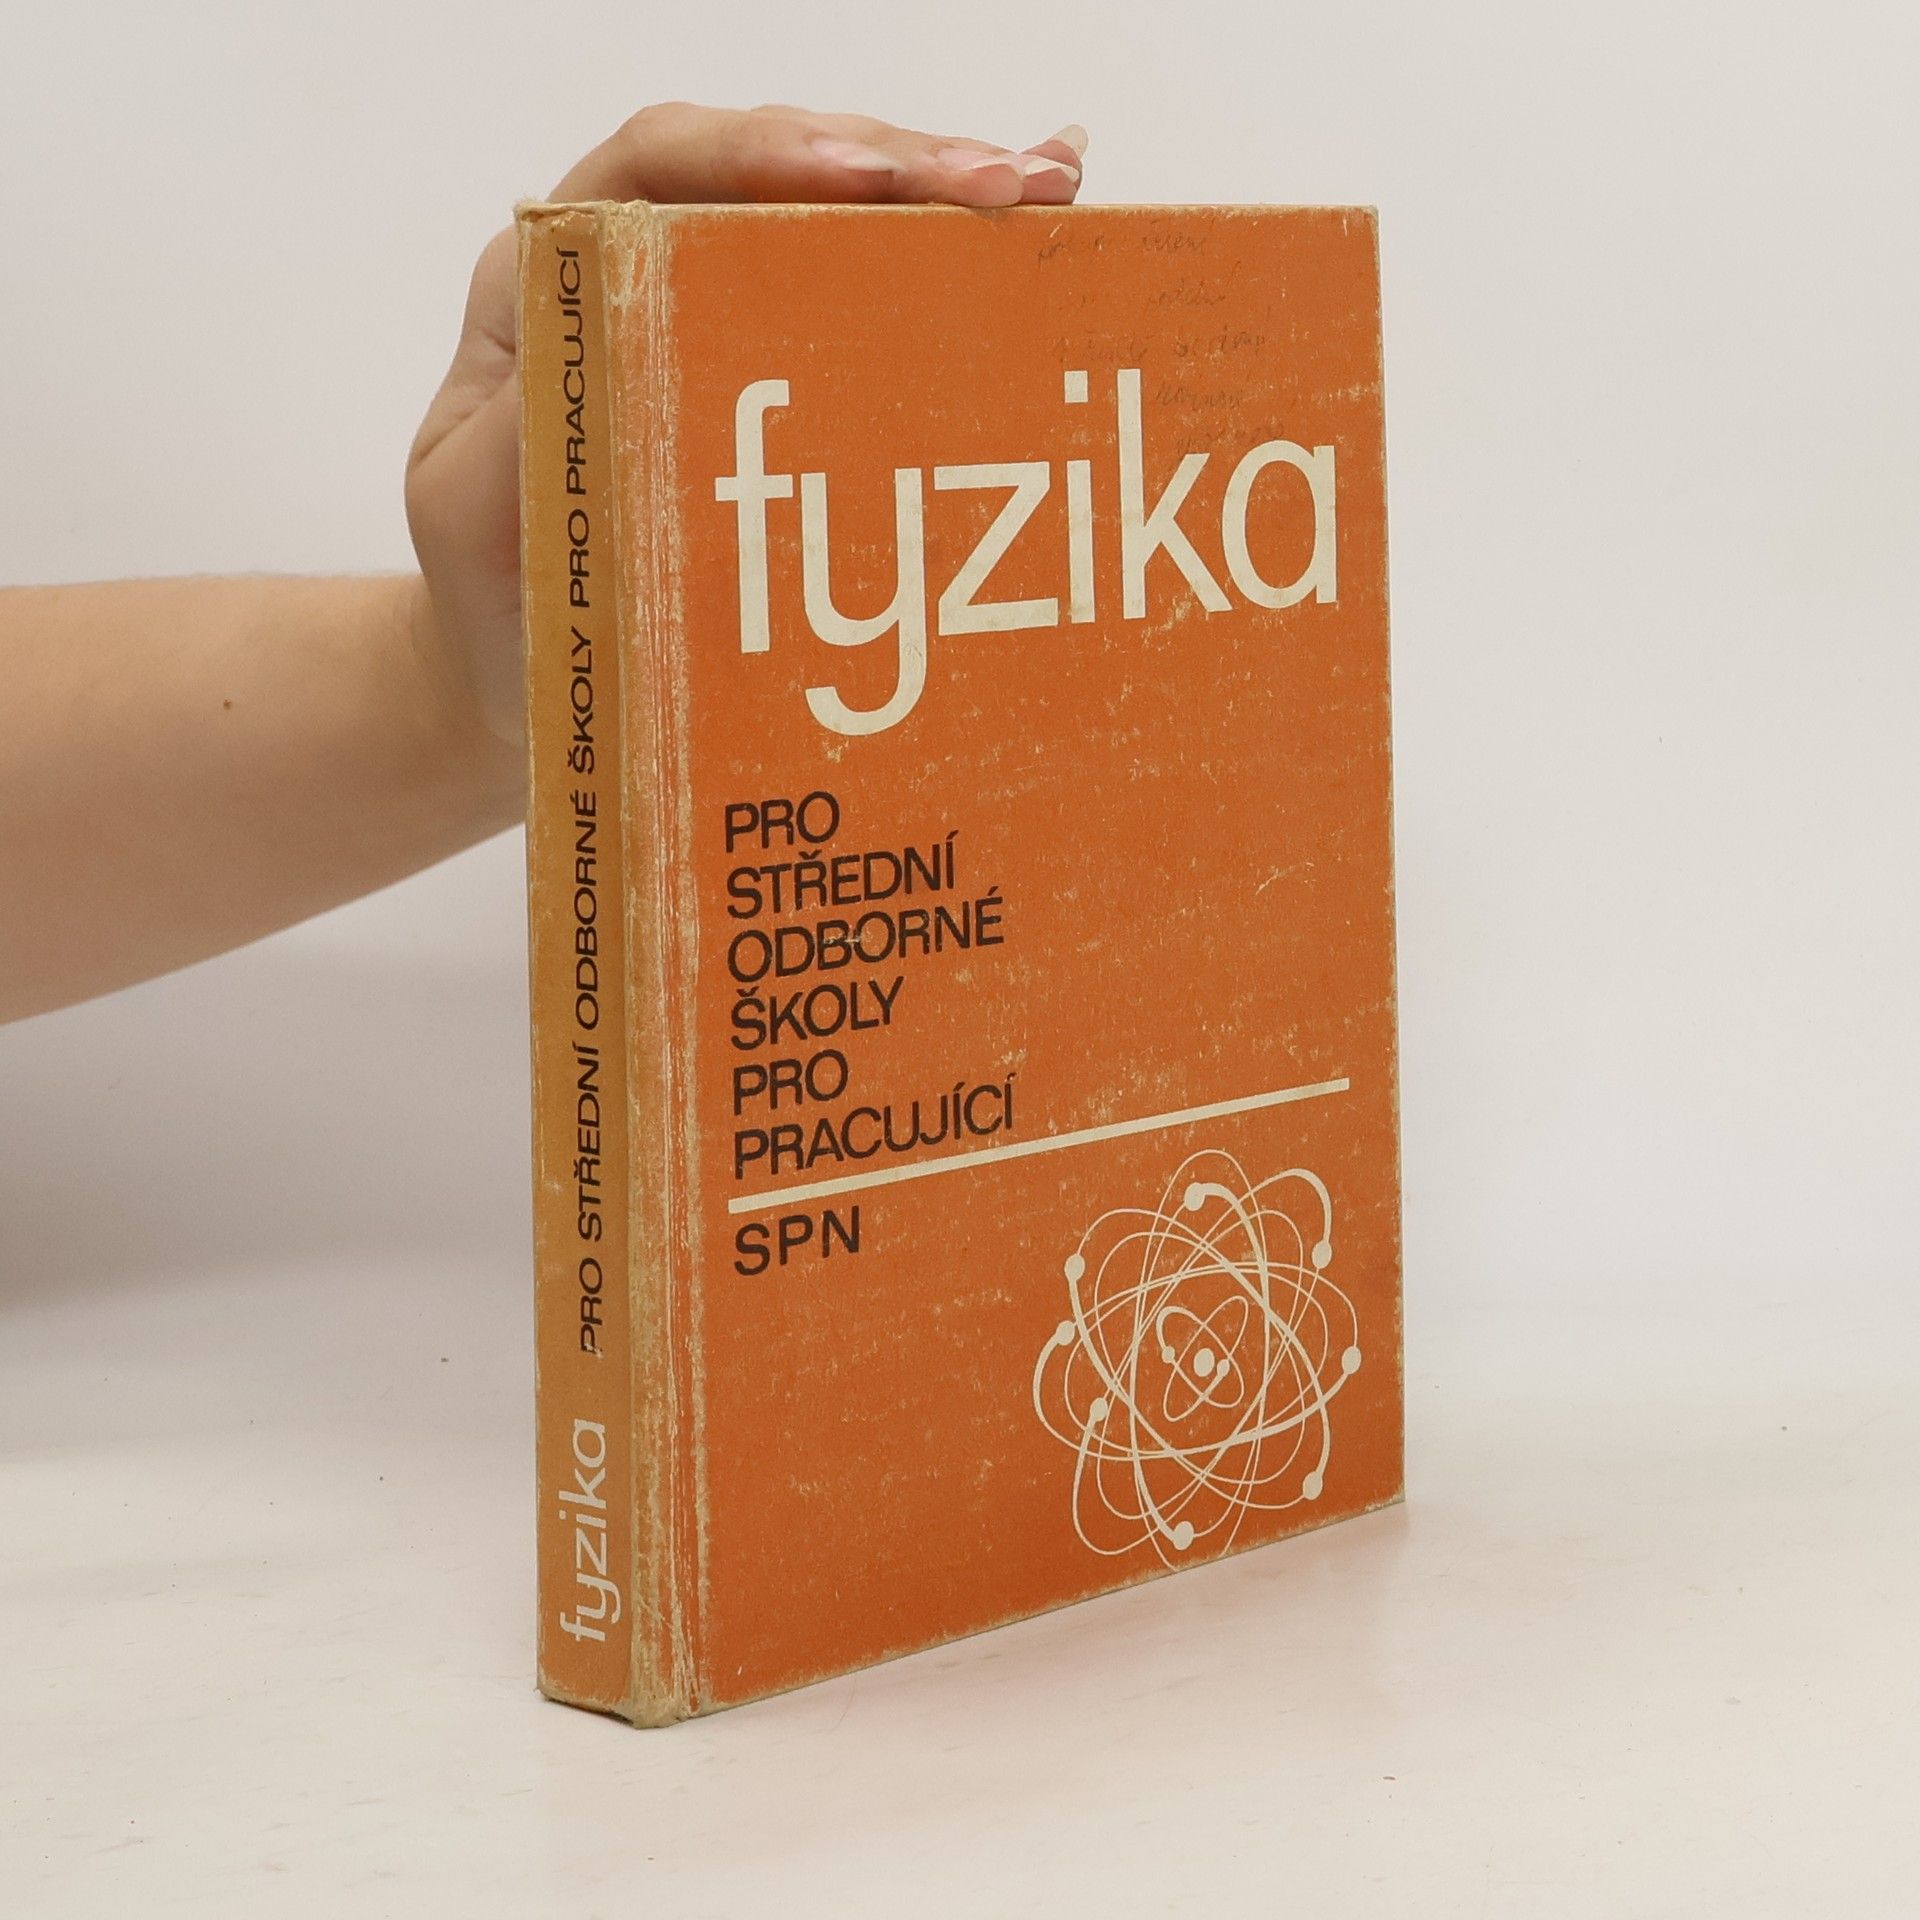 PRO STŘEDNÍ ODBORNÉ ŠKOLY PRO PRACUJÍCÍ
fyzika
fyzika
PRO
STŘEDNÍ
ODBORNÉ
ŠKOLY
PRO
PRACUJÍCÍ
SPN